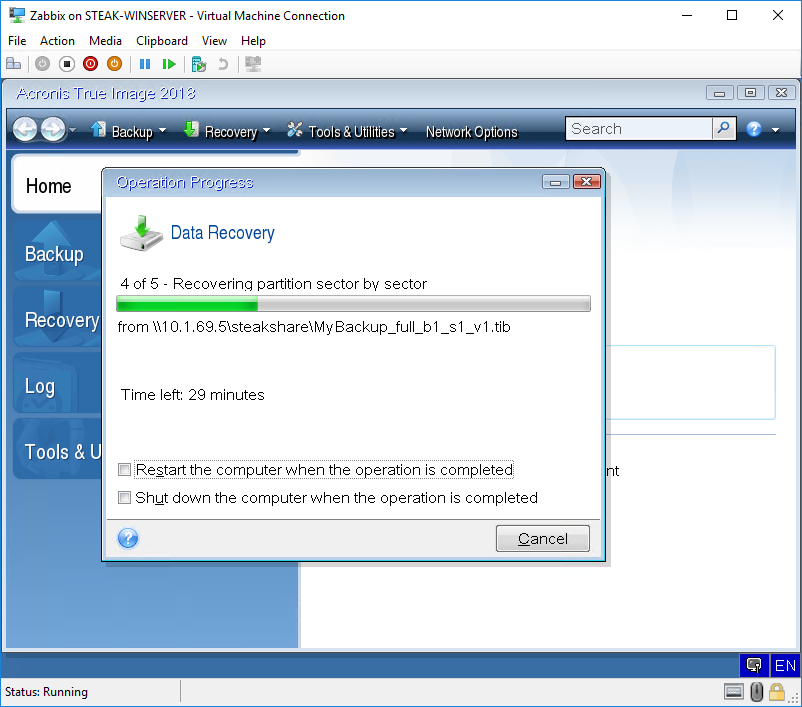 Zabbix on STEAK-WINSERVER - Virtual Machine Connection
File Action Media Clipboard View Help
Acronis True Image 2013
Backup Recovery Tools & Utilities Network Options Search
Home
Operation Progress
Data Recovery
Backup
4 of 5 - Recovering partition sector by sector
Recovery
from \\10.1.69.5\steakshare\MyBackup_full_b1_s1_v1.tib
Log
Time left: 29 minutes
Tools & U
Restart the computer when the operation is completed
nt
Shut down the computer when the operation is completed
Cancel
EN
Status: Running